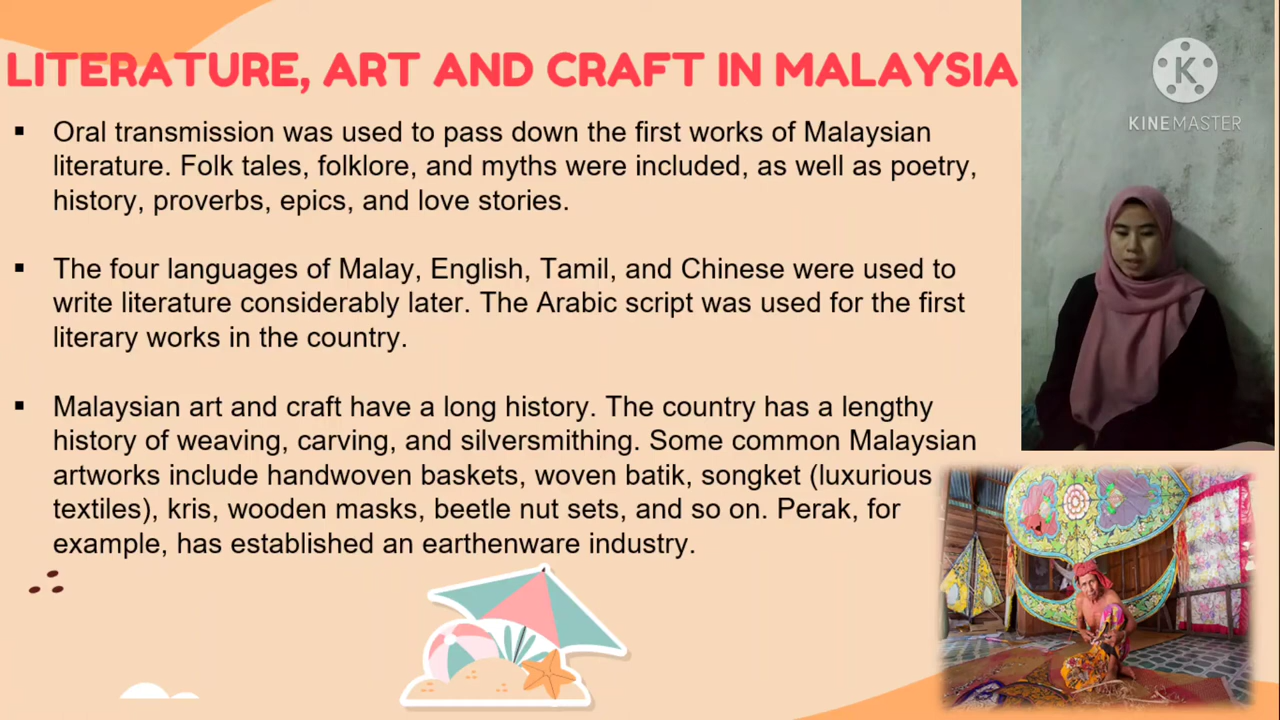 LITERATURE, ART AND CRAFT IN MALAYSIA
▪ Oral transmission was used to pass down the first works of Malaysian
literature. Folk tales, folklore, and myths were included, as well as poetry,
history, proverbs, epics, and love stories.
▪ The four languages of Malay, English, Tamil, and Chinese were used to
write literature considerably later. The Arabic script was used for the first
literary works in the country.
▪ Malaysian art and craft have a long history. The country has a lengthy
history of weaving, carving, and silversmithing. Some common Malaysian
artworks include handwoven baskets, woven batik, songket (luxurious
textiles), kris, wooden masks, beetle nut sets, and so on. Perak, for
example, has established an earthenware industry.
K
KINEMASTER